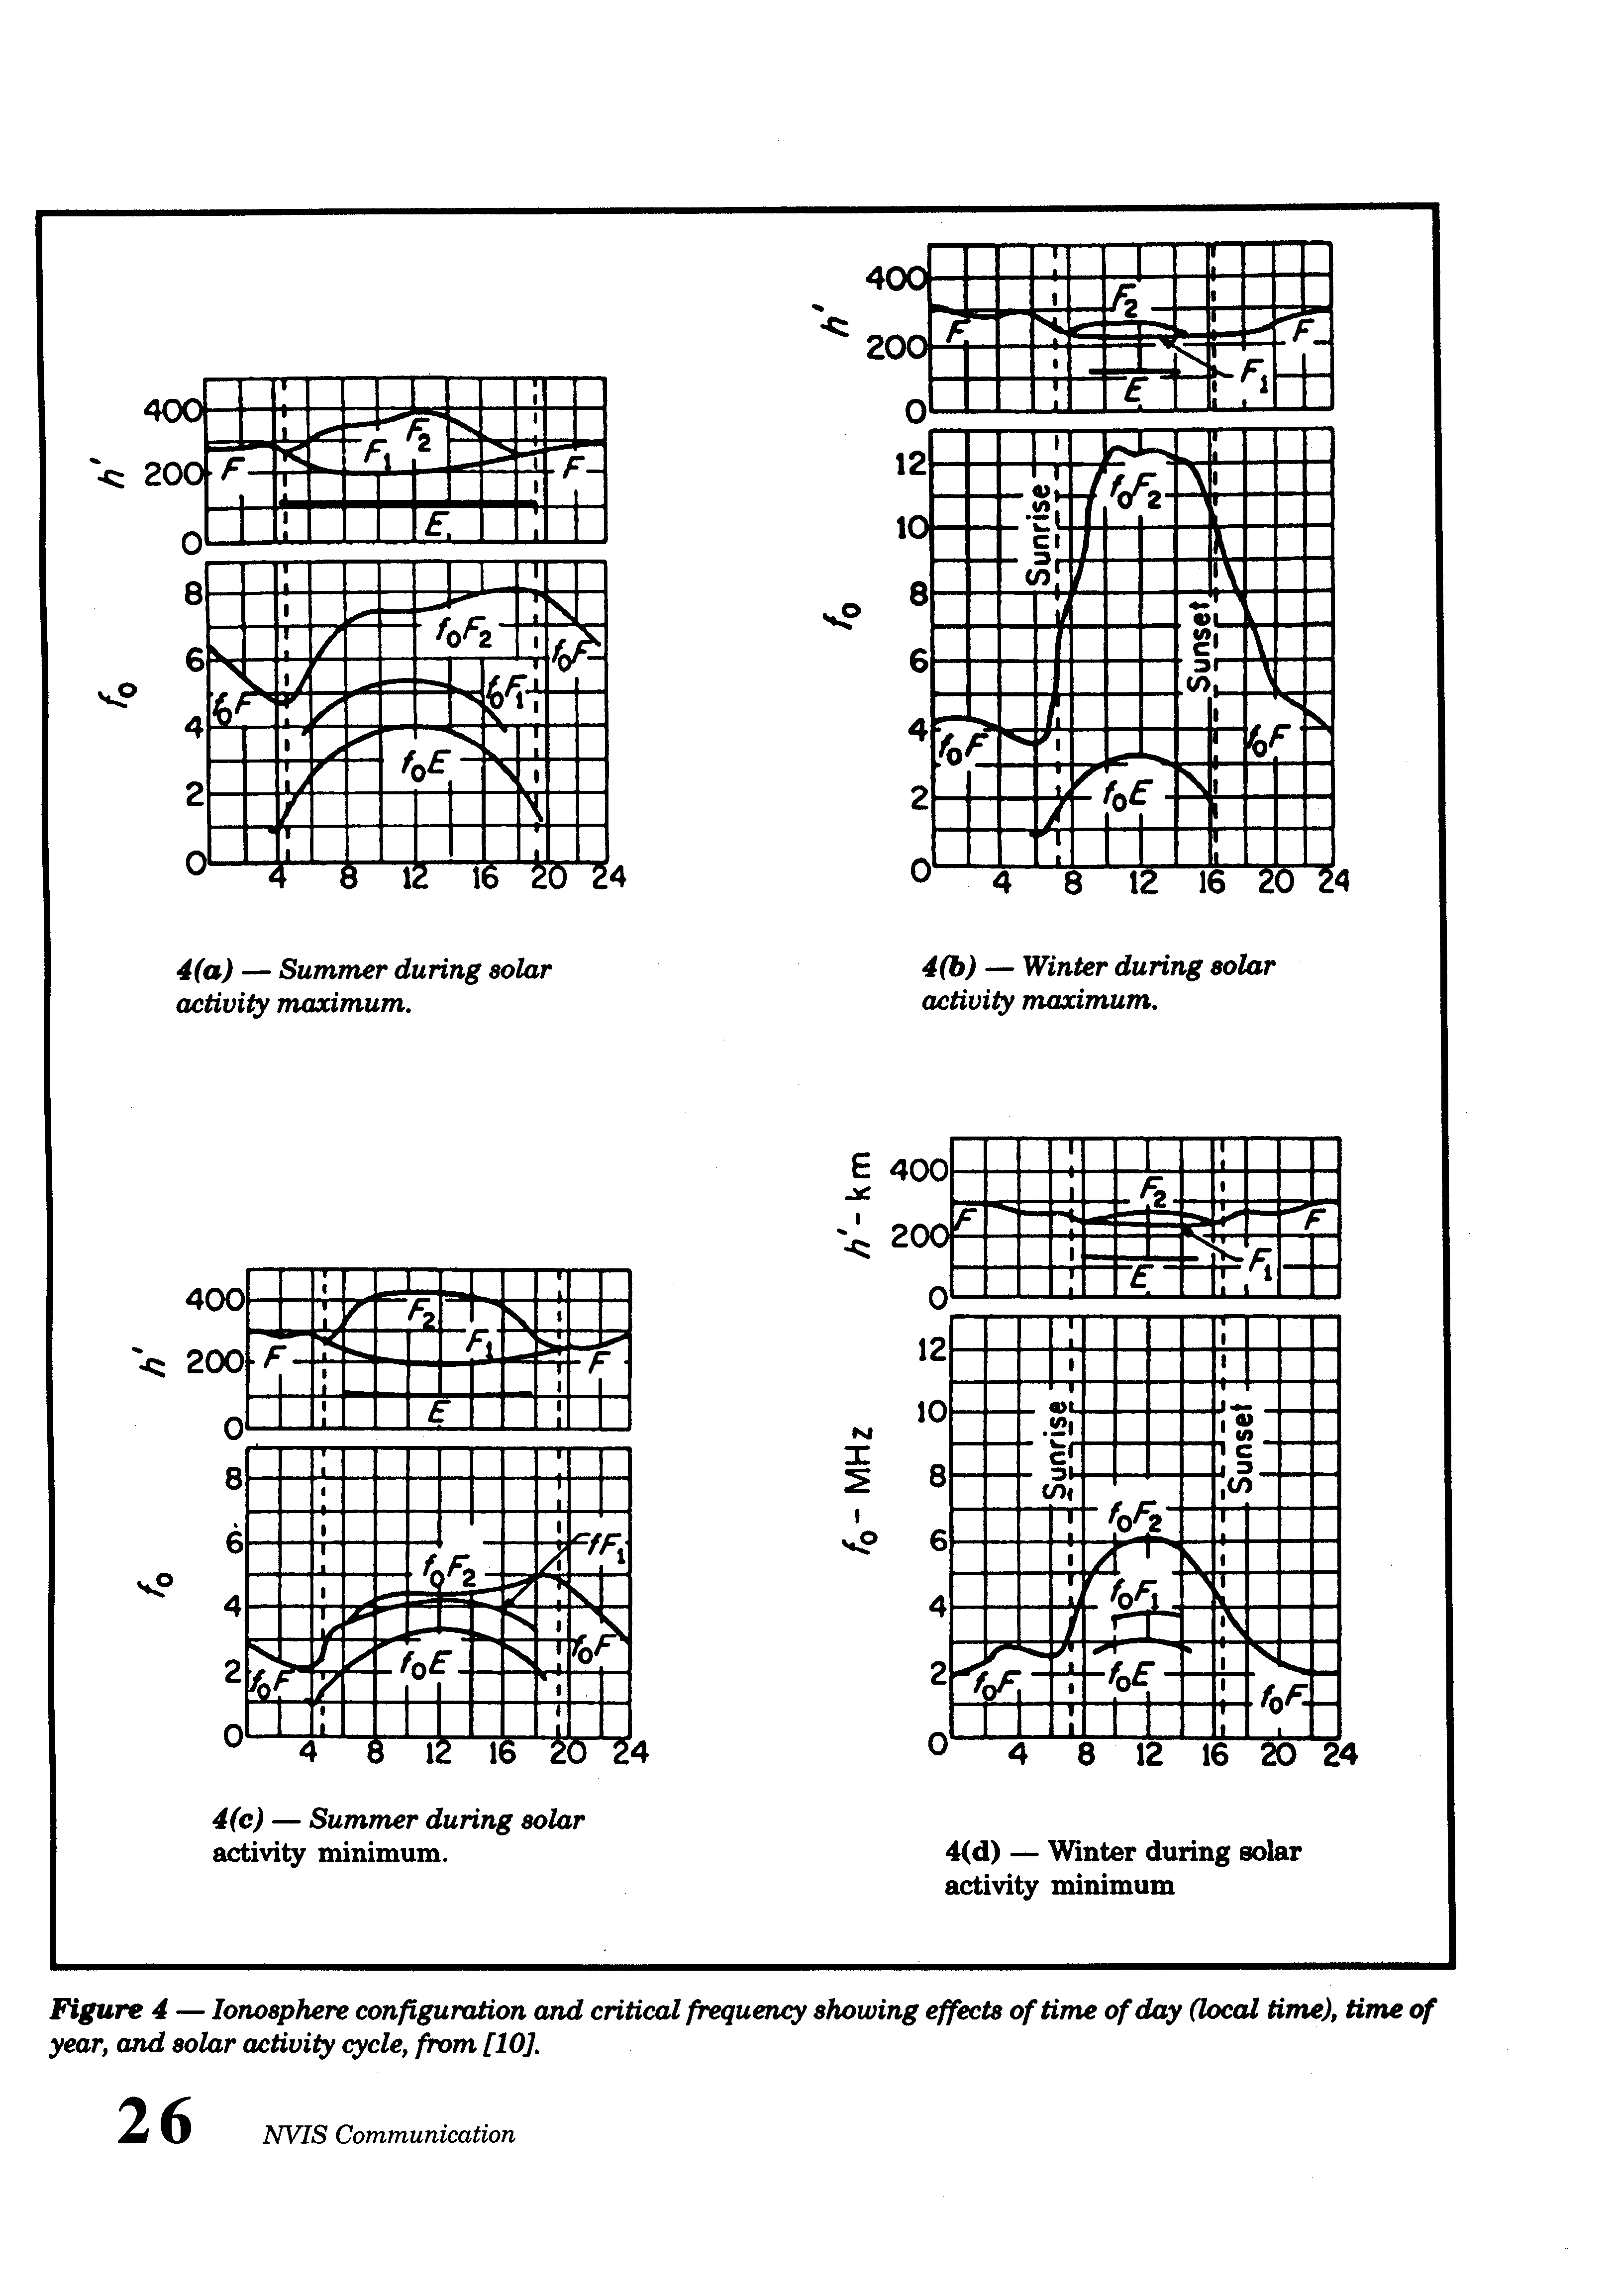 400
h'
200
0
F
F1
F2
F
E
8
6
fo
4
2
0
foF
foF2
foF1
foF
foE
4 8 12 16 20 24
4(a) — Summer during solar
activity maximum.
400
h'
200
0
F
F2
F
F1
E
12
10
8
fo
6
4
2
0
Sunrise
foF2
Sunset
foF
foF
foE
4 8 12 16 20 24
4(b) — Winter during solar
activity maximum.
400
h'
200
0
F
F2
F1
F
E
8
6
fo
4
2
0
fF1
foF2
foF
foF
foE
4 8 12 16 20 24
4(c) — Summer during solar
activity minimum.
h' - km
400
200
0
F
F2
F
F1
E
12
10
8
fo - MHz
6
4
2
0
Sunrise
Sunset
foF2
foF1
foE
foF
foF
4 8 12 16 20 24
4(d) — Winter during solar
activity minimum
Figure 4 — Ionosphere configuration and critical frequency showing effects of time of day (local time), time of
year, and solar activity cycle, from [10].
26 NVIS Communication